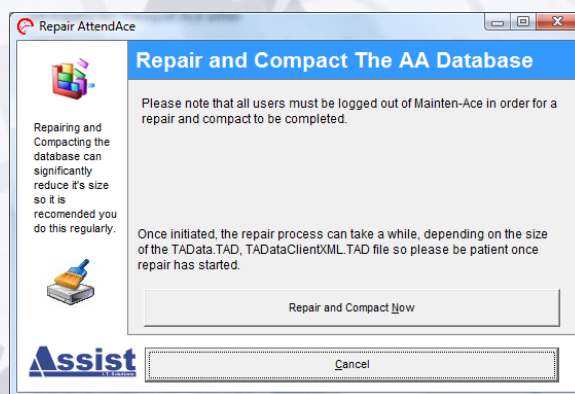 Repair AttendAce
Repair and Compact The AA Database
Please note that all users must be logged out of Mainten-Ace in order for a
repair and compact to be completed.
Repairing and
Compacting the
database can
significantly
reduce it's size
so it is
recomended you
do this regularly.
Once initiated, the repair process can take a while, depending on the size
of the TAData.TAD, TADataClientXML.TAD file so please be patient once
repair has started.
Repair and Compact Now
Assist
I.T. Solutions
Cancel